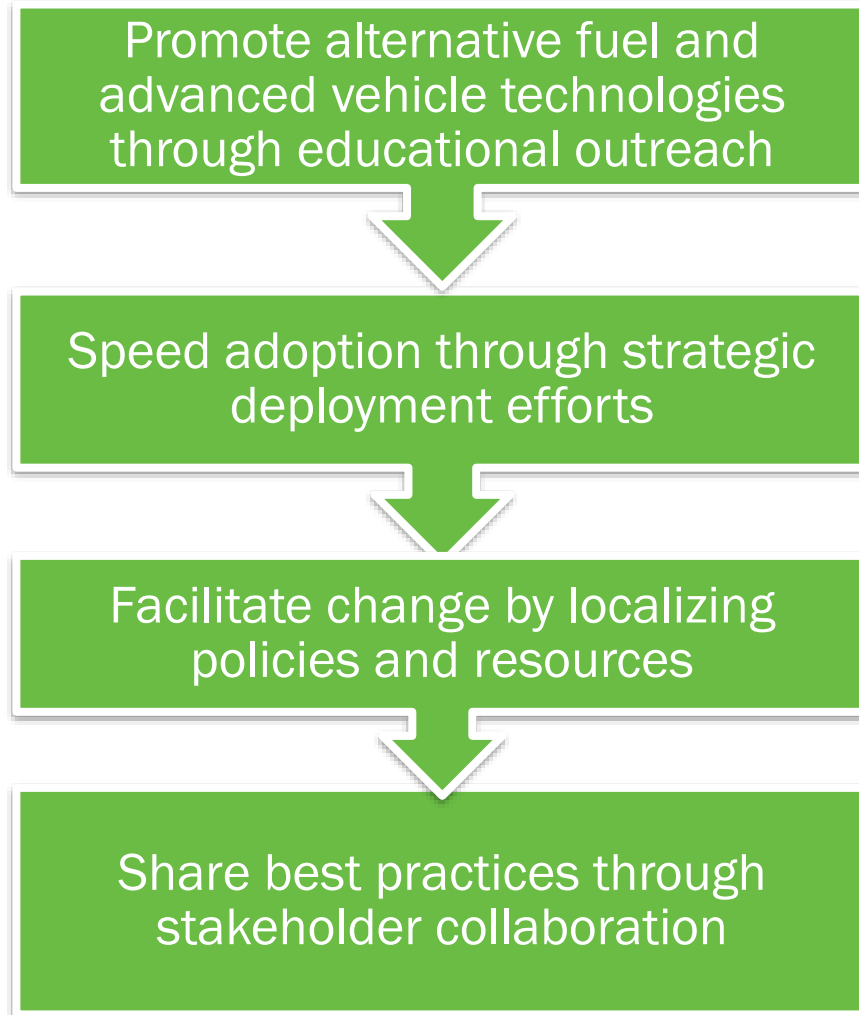 Promote alternative fuel and
advanced vehicle technologies
through educational outreach
Speed adoption through strategic
deployment efforts
Facilitate change by localizing
policies and resources
Share best practices through
stakeholder collaboration